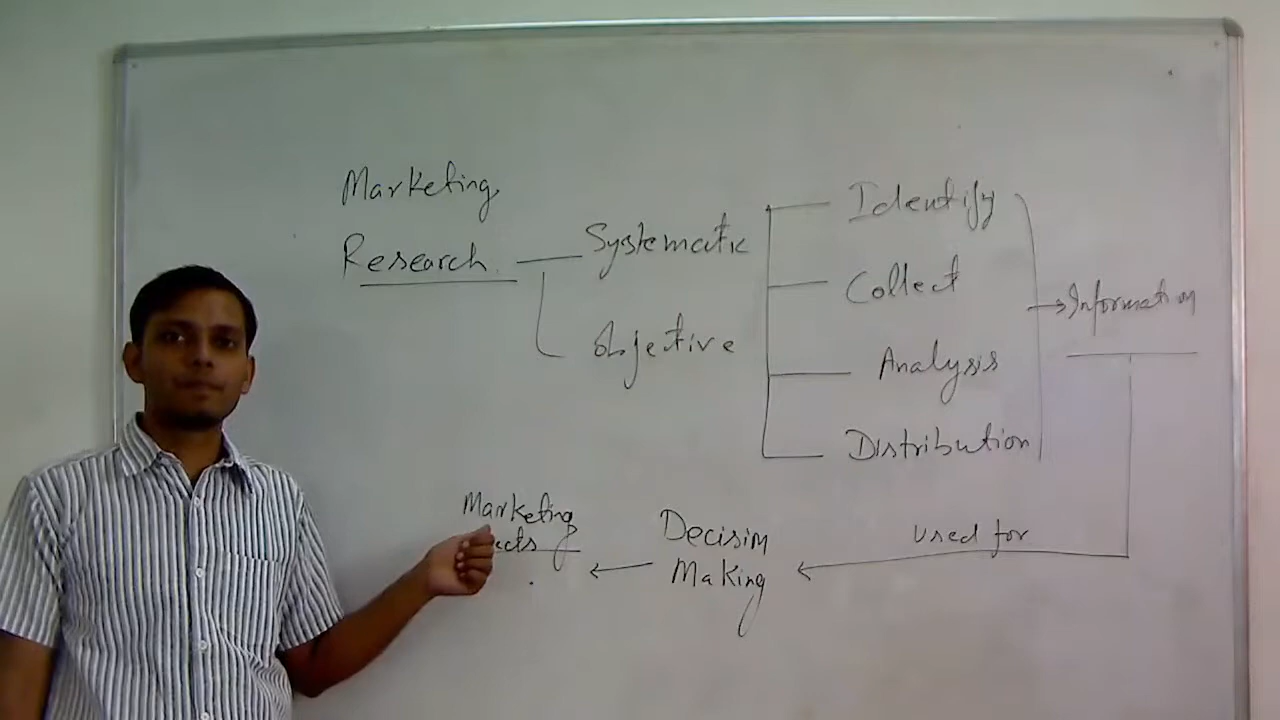 Marketing
Research
Systematic
Objective
Identify
Collect
Analysis
Distribution
Information
used for
Decision
Making
Marketing